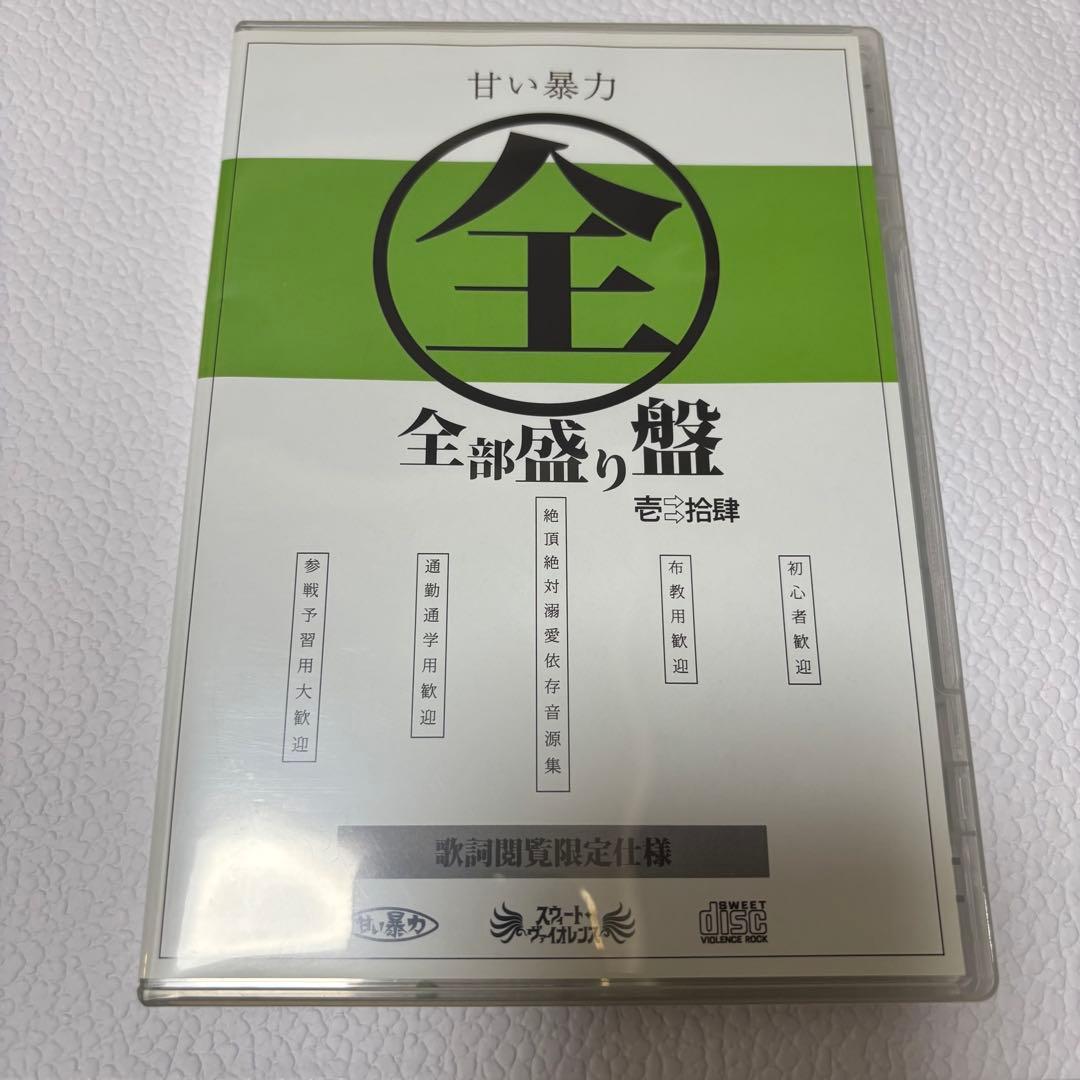 甘い暴力
全
全部盛り盤
壱⇨拾肆
初心者歓迎
布教用歓迎
絶頂絶対溺愛依存音源集
通勤通学用歓迎
参戦予習用大歓迎
歌詞閲覧限定仕様
甘い暴力
スウィート
ヴァイオレンス
SWEET
disc
VIOLENCE ROCK